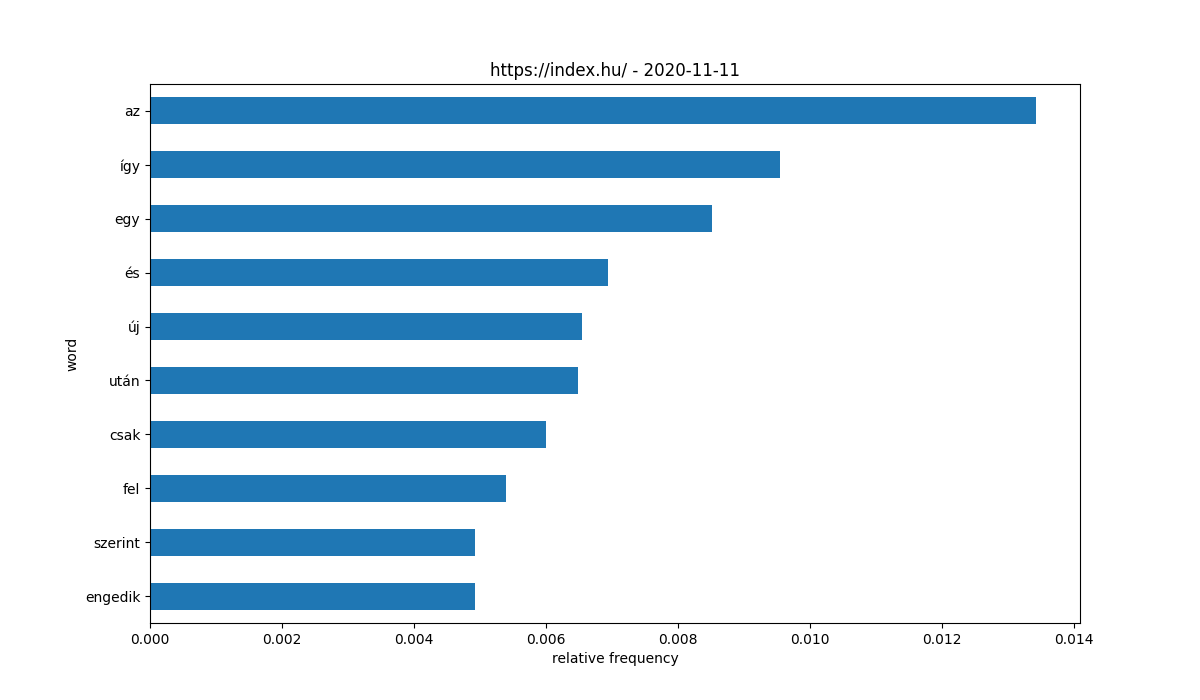 https://index.hu/ - 2020-11-11
az
így
egy
és
új
után
csak
fel
szerint
engedik
word
0.000 0.002 0.004 0.006 0.008 0.010 0.012 0.014
relative frequency